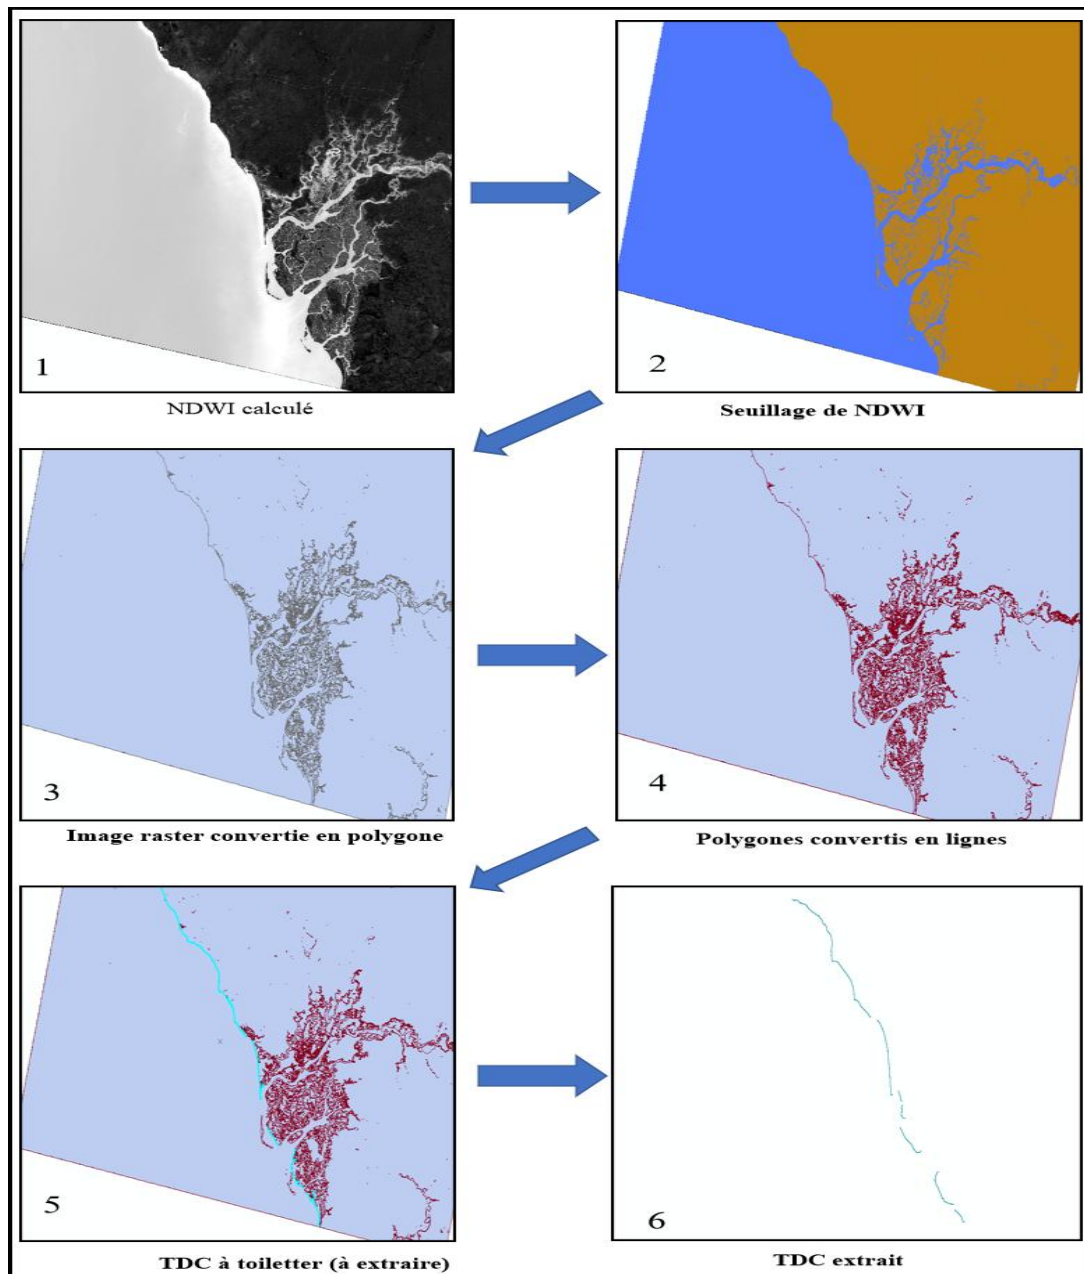 1
NDWI calculé
2
Seuillage de NDWI
3
Image raster convertie en polygone
4
Polygones convertis en lignes
5
TDC à toiletter (à extraire)
6
TDC extrait